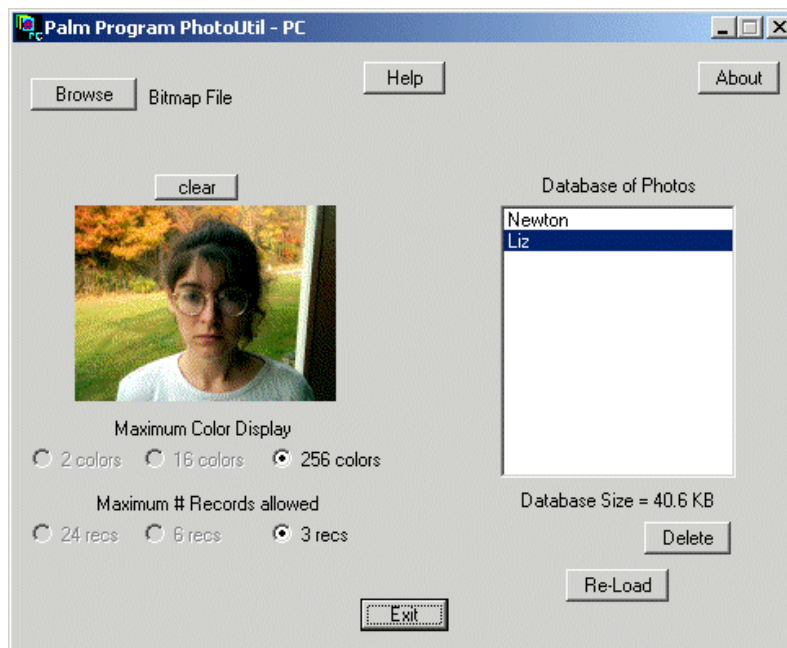 Palm Program PhotoUtil - PC
Help
About
Browse
Bitmap File
clear
Database of Photos
Newton
Liz
Maximum Color Display
2 colors 16 colors 256 colors
Maximum # Records allowed
24 recs 6 recs 3 recs
Database Size = 40.6 KB
Delete
Re-Load
Exit